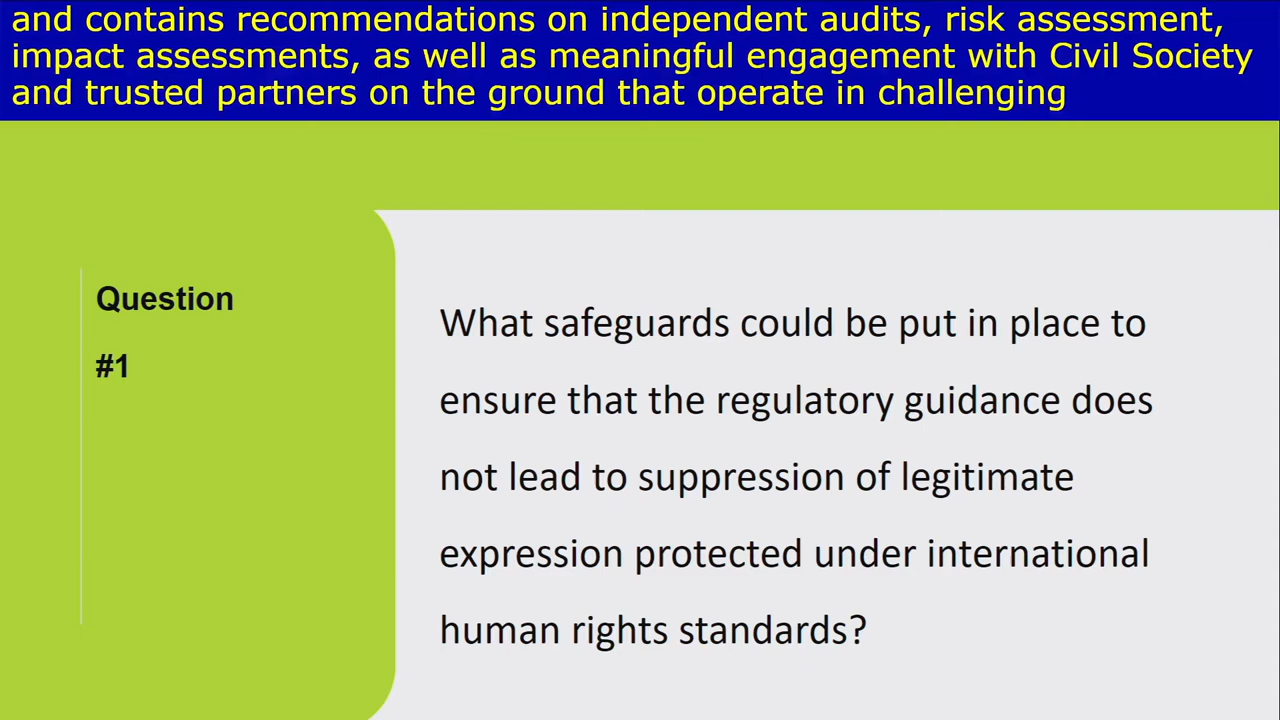 and contains recommendations on independent audits, risk assessment,
impact assessments, as well as meaningful engagement with Civil Society
and trusted partners on the ground that operate in challenging
Question
#1
What safeguards could be put in place to
ensure that the regulatory guidance does
not lead to suppression of legitimate
expression protected under international
human rights standards?